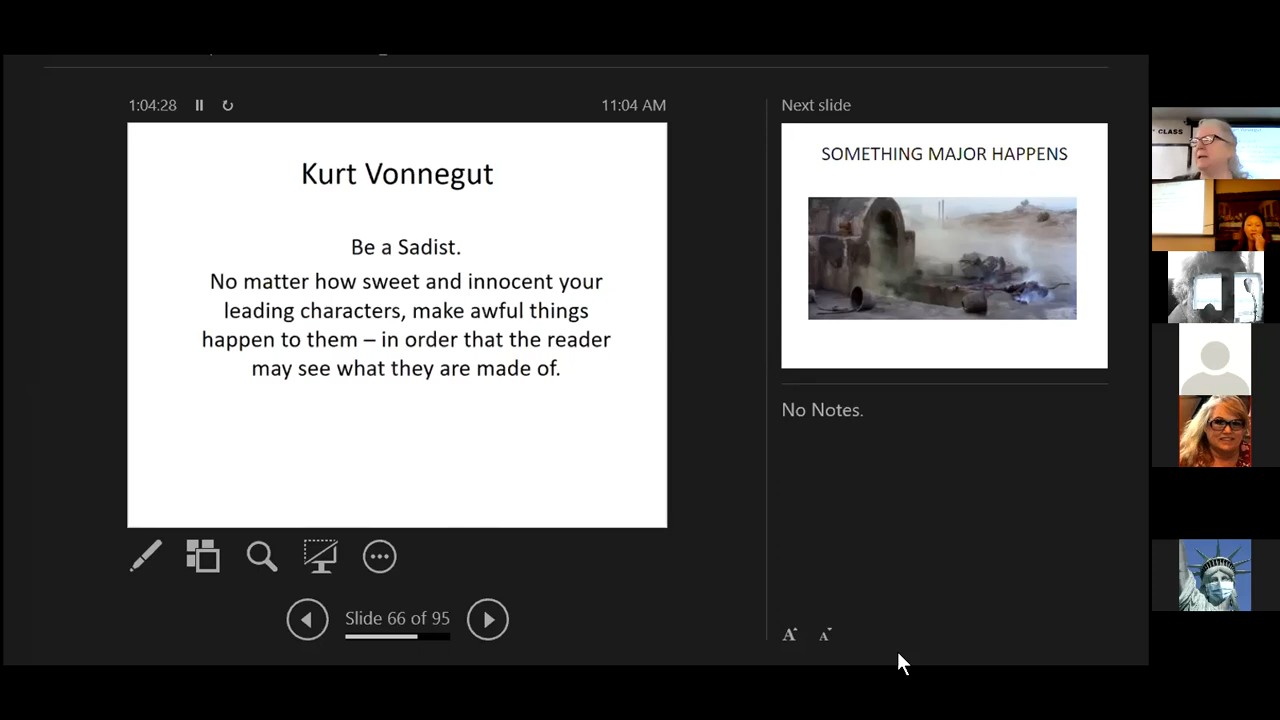 1:04:28
11:04 AM
Kurt Vonnegut
Be a Sadist.
No matter how sweet and innocent your
leading characters, make awful things
happen to them – in order that the reader
may see what they are made of.
Slide 66 of 95
Next slide
SOMETHING MAJOR HAPPENS
No Notes.
A A
CLASS